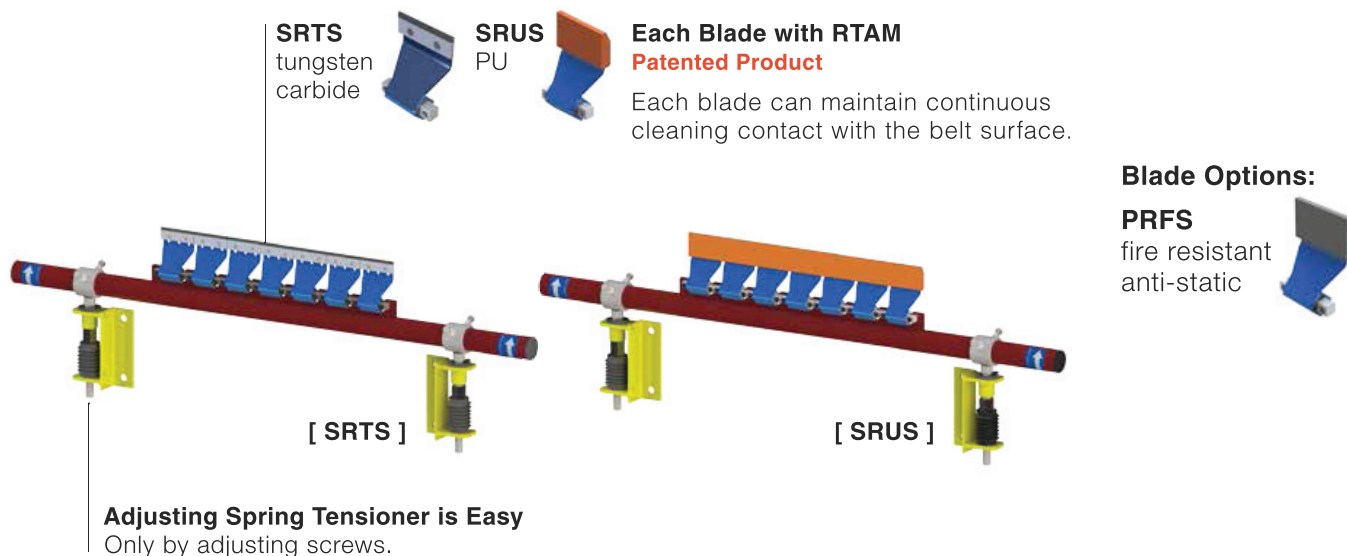 SRTS
tungsten
carbide
SRUS
PU
Each Blade with RTAM
Patented Product
Each blade can maintain continuous
cleaning contact with the belt surface.
Blade Options:
PRFS
fire resistant
anti-static
[ SRTS ]
[ SRUS ]
Adjusting Spring Tensioner is Easy
Only by adjusting screws.